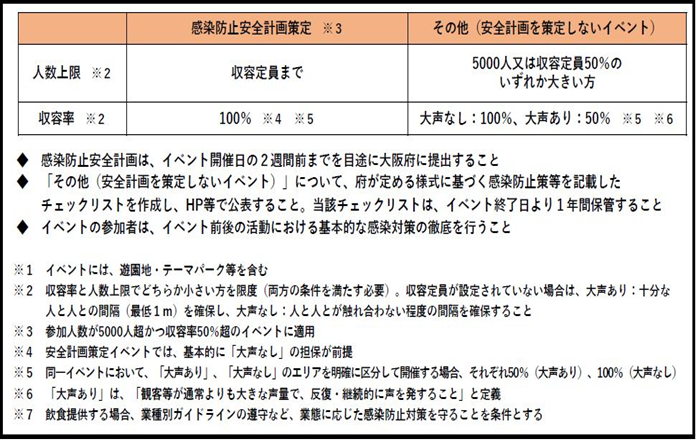 感染防止安全計画策定 ※3
その他（安全計画を策定しないイベント）
人数上限 ※2
収容定員まで
5000人又は収容定員50%の
いずれか大きい方
収容率 ※2
100% ※4 ※5
大声なし：100%、大声あり：50% ※5 ※6
◆ 感染防止安全計画は、イベント開催日の２週間前までを目途に大阪府に提出すること
◆ 「その他（安全計画を策定しないイベント）」について、府が定める様式に基づく感染防止策等を記載した
チェックリストを作成し、HP等で公表すること。当該チェックリストは、イベント終了日より１年間保管すること
◆ イベントの参加者は、イベント前後の活動における基本的な感染対策の徹底を行うこと
※１ イベントには、遊園地・テーマパーク等を含む
※２ 収容率と人数上限でどちらか小さい方を限度（両方の条件を満たす必要）。収容定員が設定されていない場合は、大声あり：十分な
人と人との間隔（最低１ｍ）を確保し、大声なし：人と人とが触れ合わない程度の間隔を確保すること
※３ 参加人数が5000人超かつ収容率50%超のイベントに適用
※４ 安全計画策定イベントでは、基本的に「大声なし」の担保が前提
※５ 同一イベントにおいて、「大声あり」、「大声なし」のエリアを明確に区分して開催する場合、それぞれ50%（大声あり）、100%（大声なし）
※６ 「大声あり」は、「観客等が通常よりも大きな声量で、反復・継続的に声を発すること」と定義
※７ 飲食提供する場合、業種別ガイドラインの遵守など、業態に応じた感染防止対策を守ることを条件とする